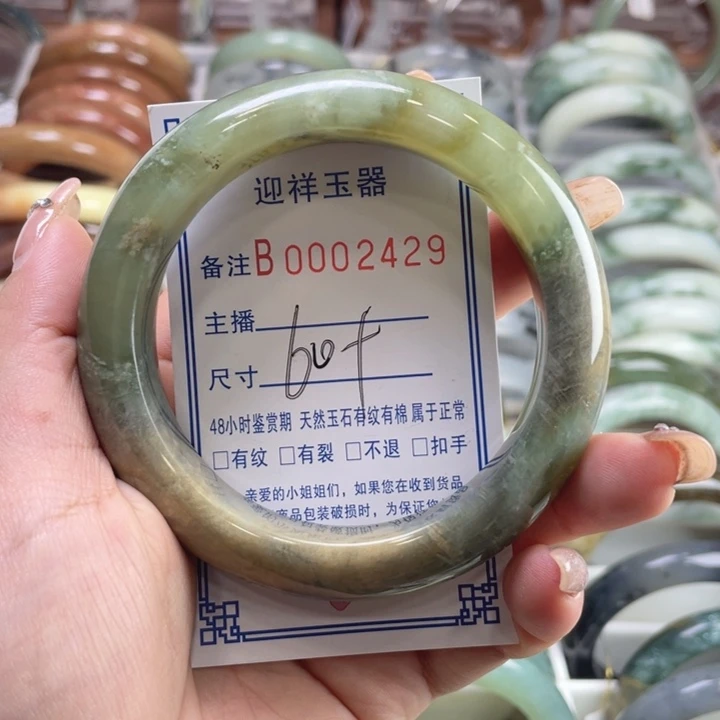 迎祥玉器
备注B0002429
主播
尺寸
48小时鉴赏期 天然玉石有纹有棉 属于正常
□有纹 □有裂 □不退 □扣手
亲爱的小姐姐们，如果您在收到货品
商品包装破损时，为保证您